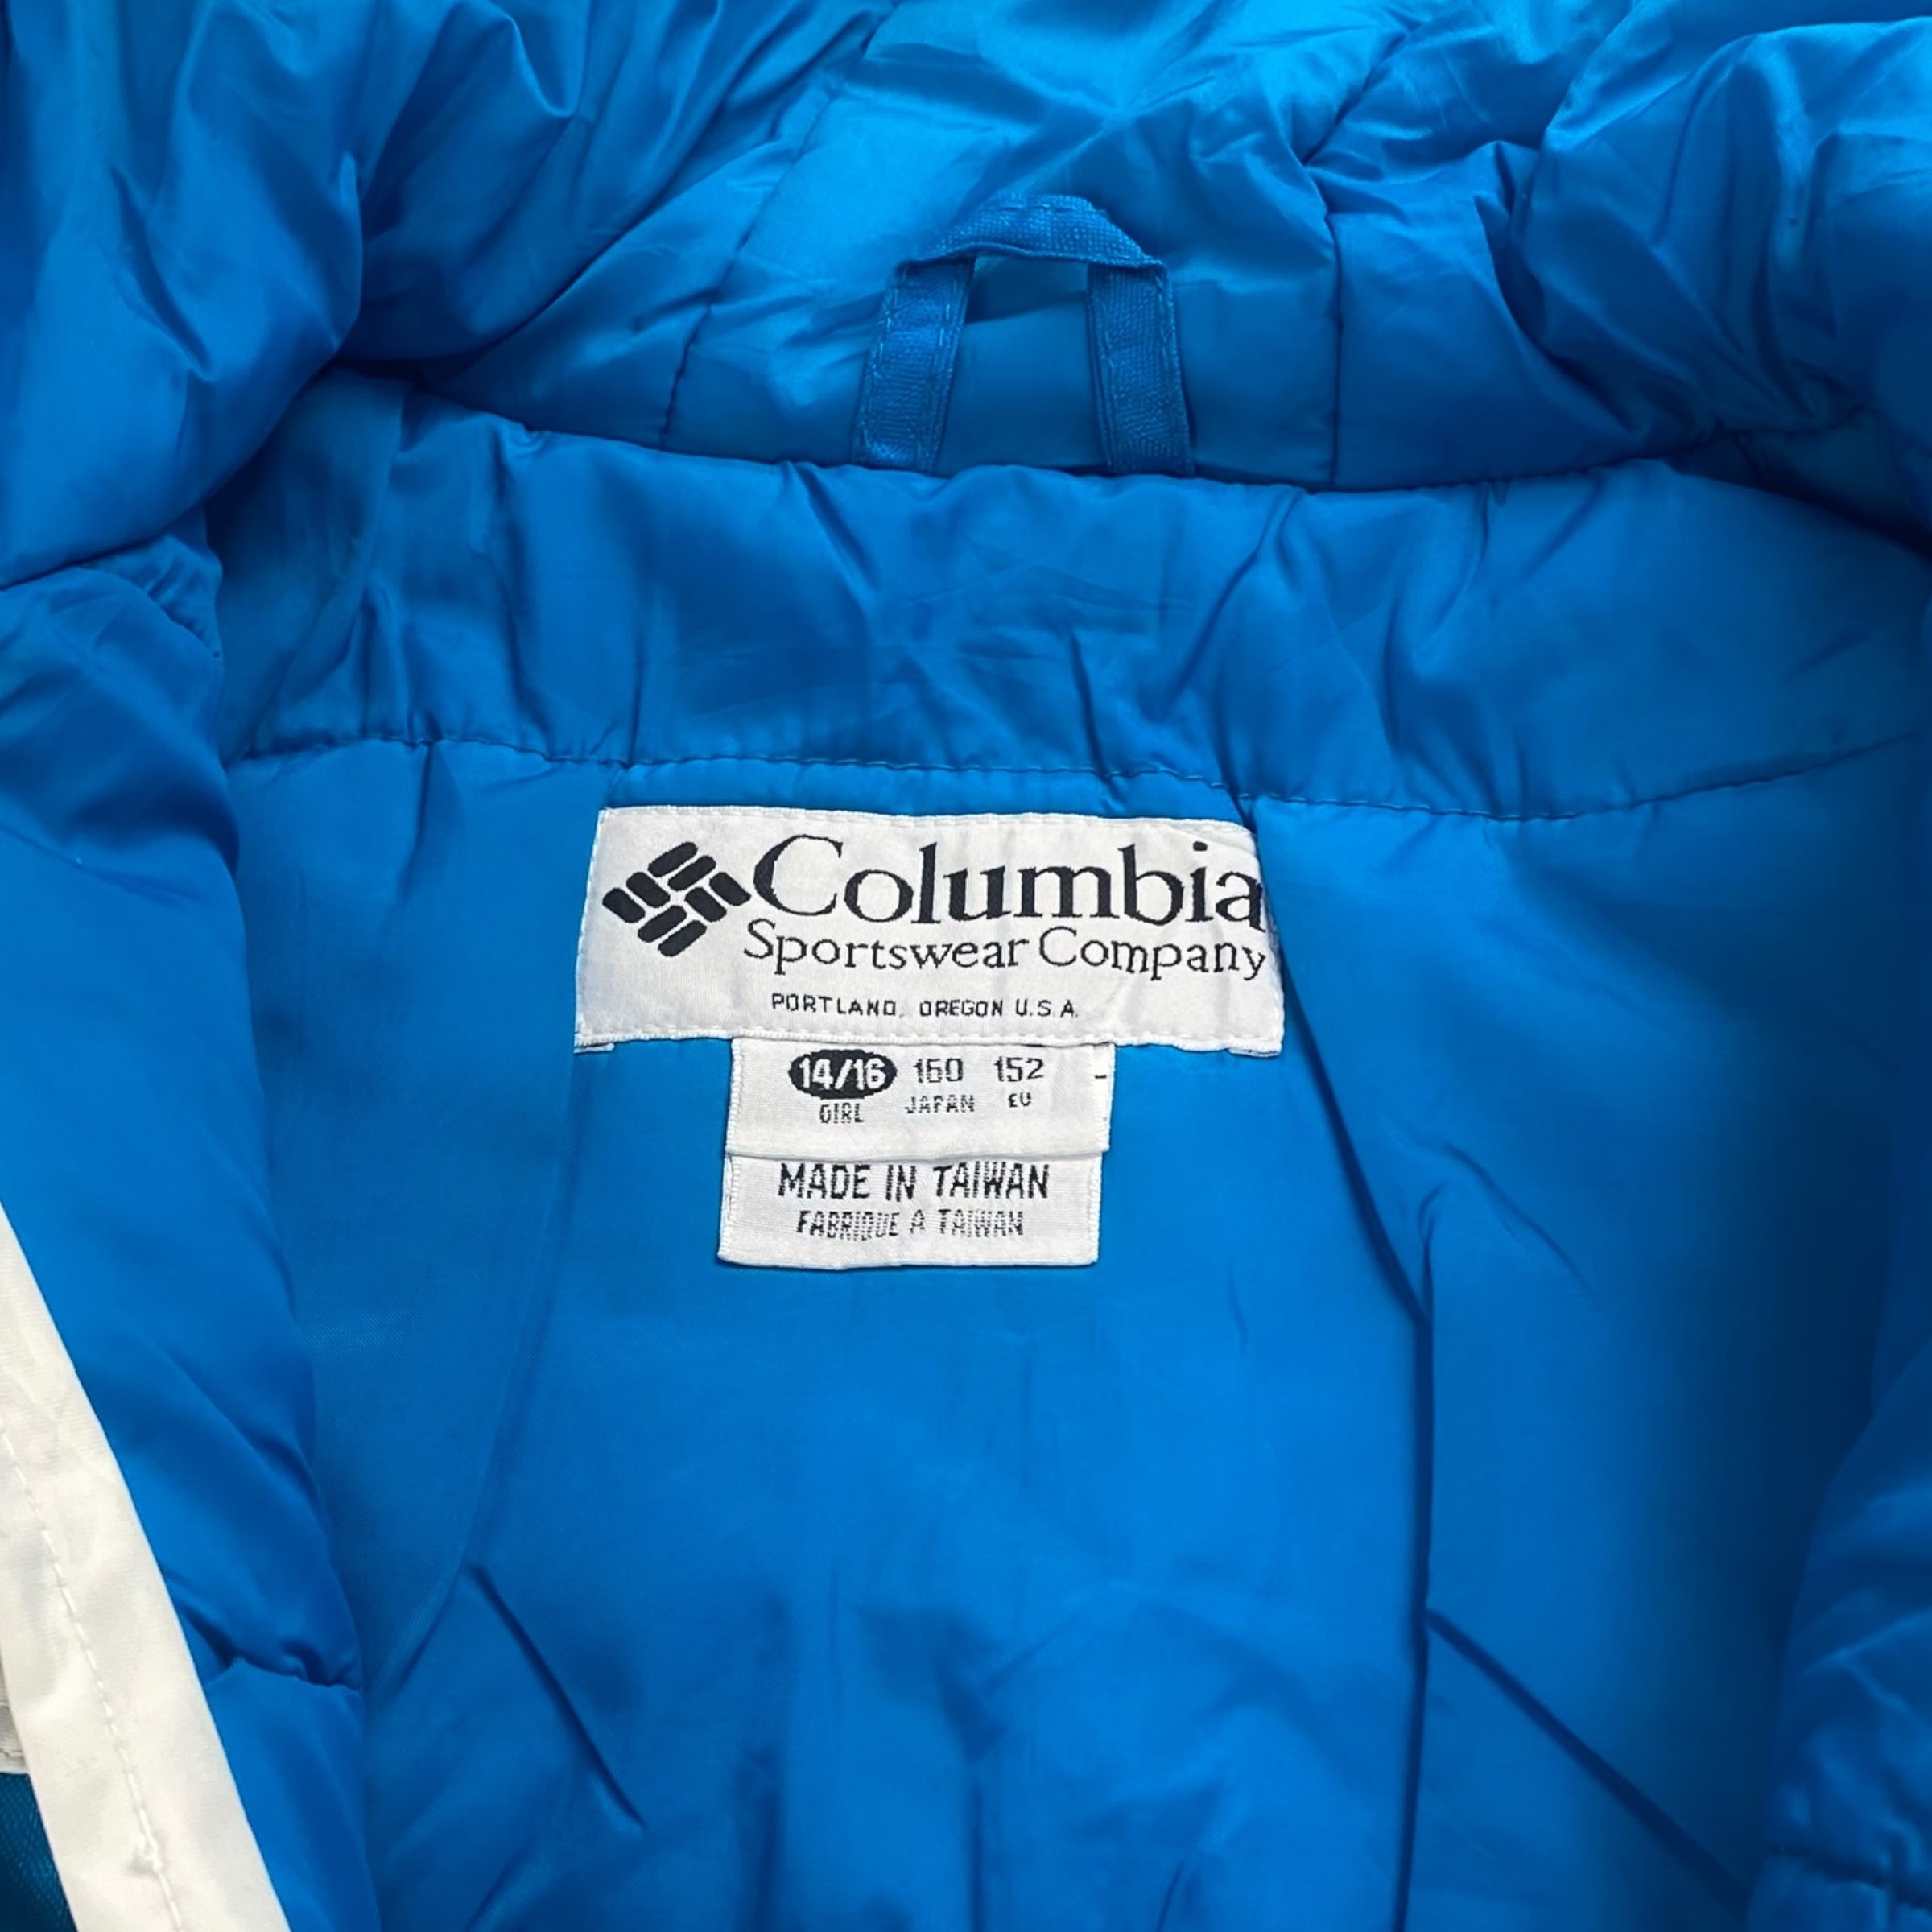 Columbia
Sportswear Company
PORTLAND, OREGON U.S.A.
14/16 160 152
GIRL JAPAN EU
MADE IN TAIWAN
FABRIQUE A TAIWAN